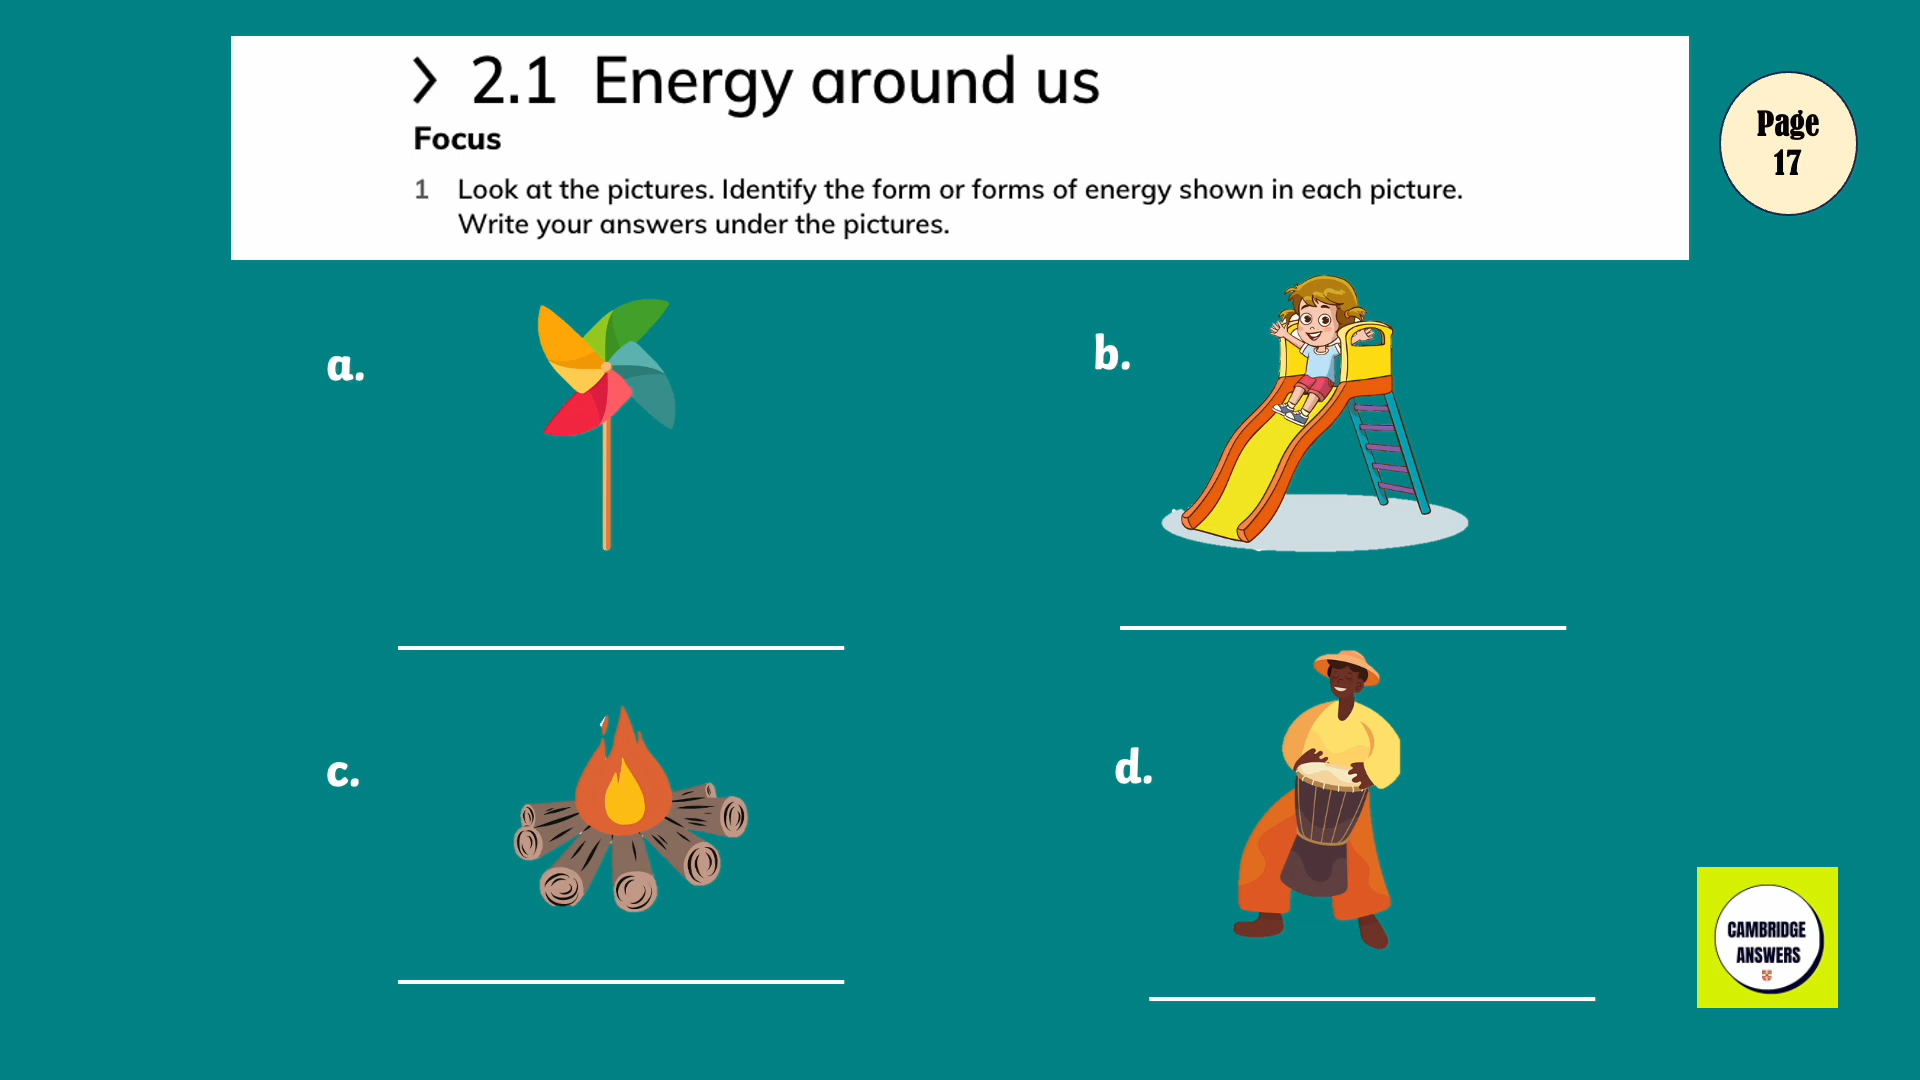 > 2.1 Energy around us
Focus
1 Look at the pictures. Identify the form or forms of energy shown in each picture.
Write your answers under the pictures.
Page
17
a.
b.
c.
d.
CAMBRIDGE
ANSWERS